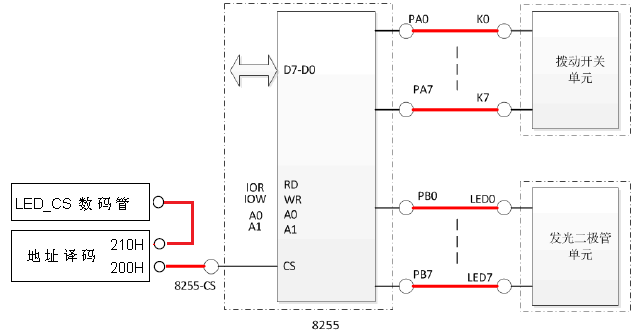 PA0
K0
拨动开关
单元
D7-D0
PA7
K7
IOR
IOW
A0
A1
RD
WR
A0
A1
LED_CS 数码管
PB0
LED0
地址译码
210H
200H
发光二极管
单元
CS
8255-CS
PB7
LED7
8255